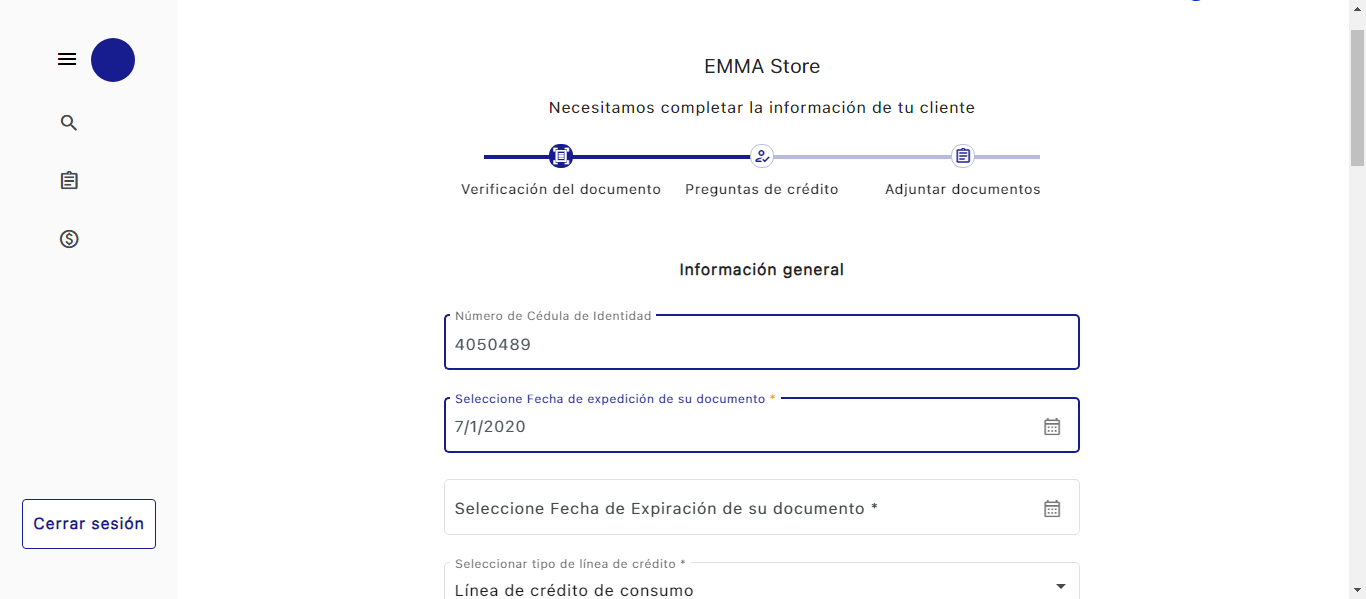 EMMA Store
Necesitamos completar la información de tu cliente
Verificación del documento
Preguntas de crédito
Adjuntar documentos
Información general
Número de Cédula de Identidad
4050489
Seleccione Fecha de expedición de su documento *
7/1/2020
Seleccione Fecha de Expiración de su documento *
Cerrar sesión
Seleccionar tipo de línea de crédito *
Línea de crédito de consumo